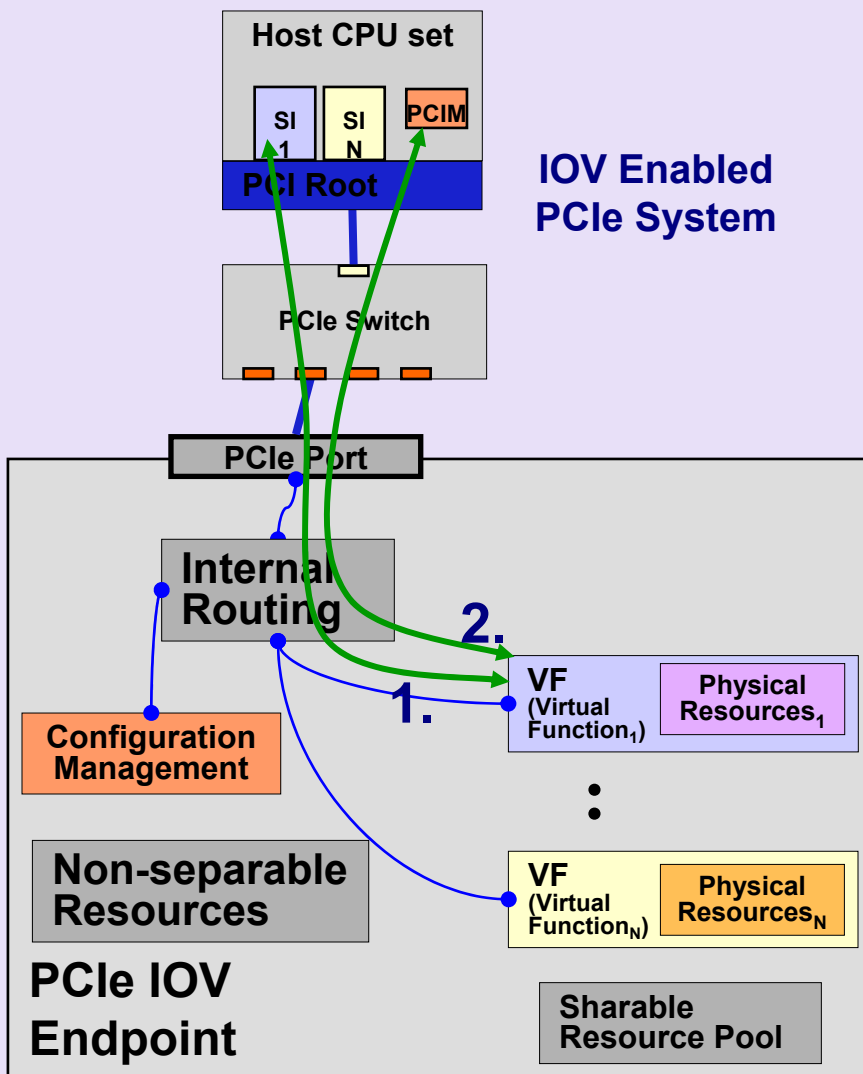 Host CPU set
SI
1
SI
N
PCIM
PCI Root
IOV Enabled
PCIe System
PCIe Switch
PCIe Port
Internal
Routing
2.
1.
VF
(Virtual
Function1)
Physical
Resources1
Configuration
Management
Non-separable
Resources
VF
(Virtual
FunctionN)
Physical
ResourcesN
PCIe IOV
Endpoint
Sharable
Resource Pool